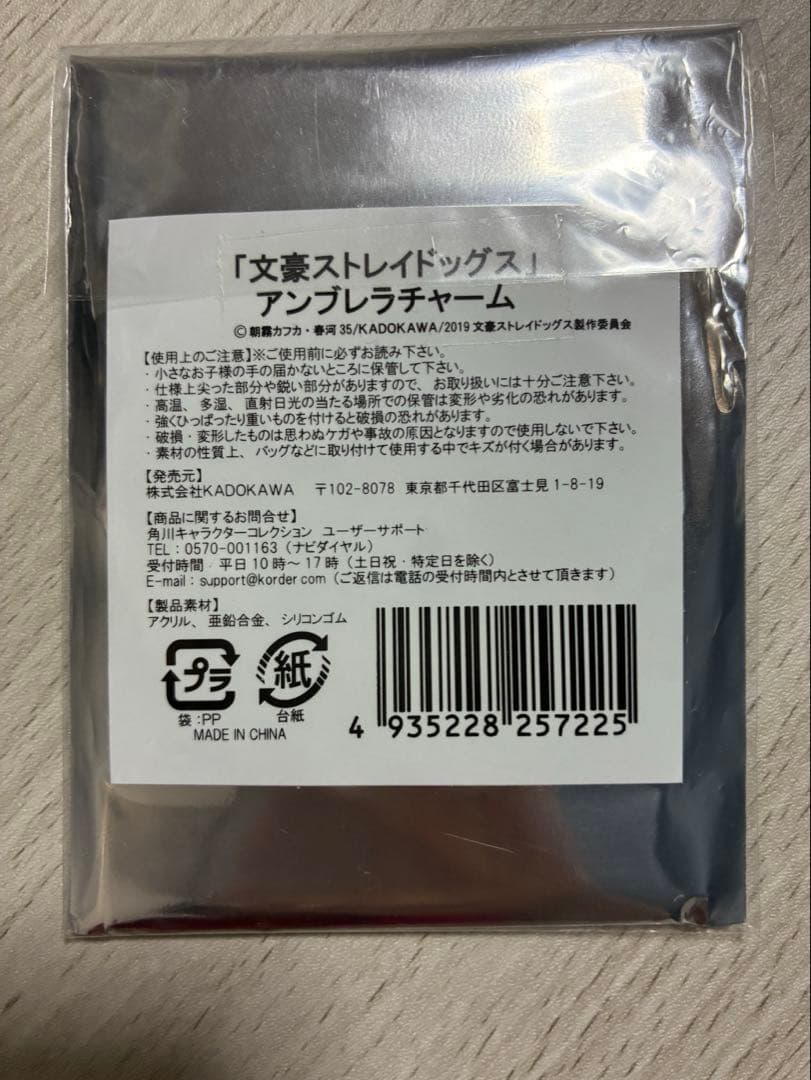 「文豪ストレイドッグス」
アンブレラチャーム
© 朝霧カフカ・春河35/KADOKAWA/2019 文豪ストレイドッグス製作委員会
【使用上のご注意】※ご使用前に必ずお読み下さい。
・小さなお子様の手の届かないところに保管して下さい。
・仕様上尖った部分や鋭い部分がありますので、お取り扱いには十分ご注意下さい。
・高温、多湿、直射日光の当たる場所での保管は変形や劣化の恐れがあります。
・強くひっぱったり重いものを付けると破損の恐れがあります。
・破損・変形したものは思わぬケガや事故の原因となりますので使用しないで下さい。
・素材の性質上、バッグなどに取り付けて使用する中でキズが付く場合があります。
【発売元】
株式会社KADOKAWA 〒102-8078 東京都千代田区富士見1-8-19
【商品に関するお問合せ】
角川キャラクターコレクション ユーザーサポート
TEL:0570-001163(ナビダイヤル)
受付時間:平日10時～17時(土日祝・特定日を除く)
E-mail:support@korder.com(ご返信は電話の受付時間内とさせて頂きます)
【製品素材】
アクリル、亜鉛合金、シリコンゴム
プラ 紙
袋:PP 台紙
MADE IN CHINA
4 935228 257225